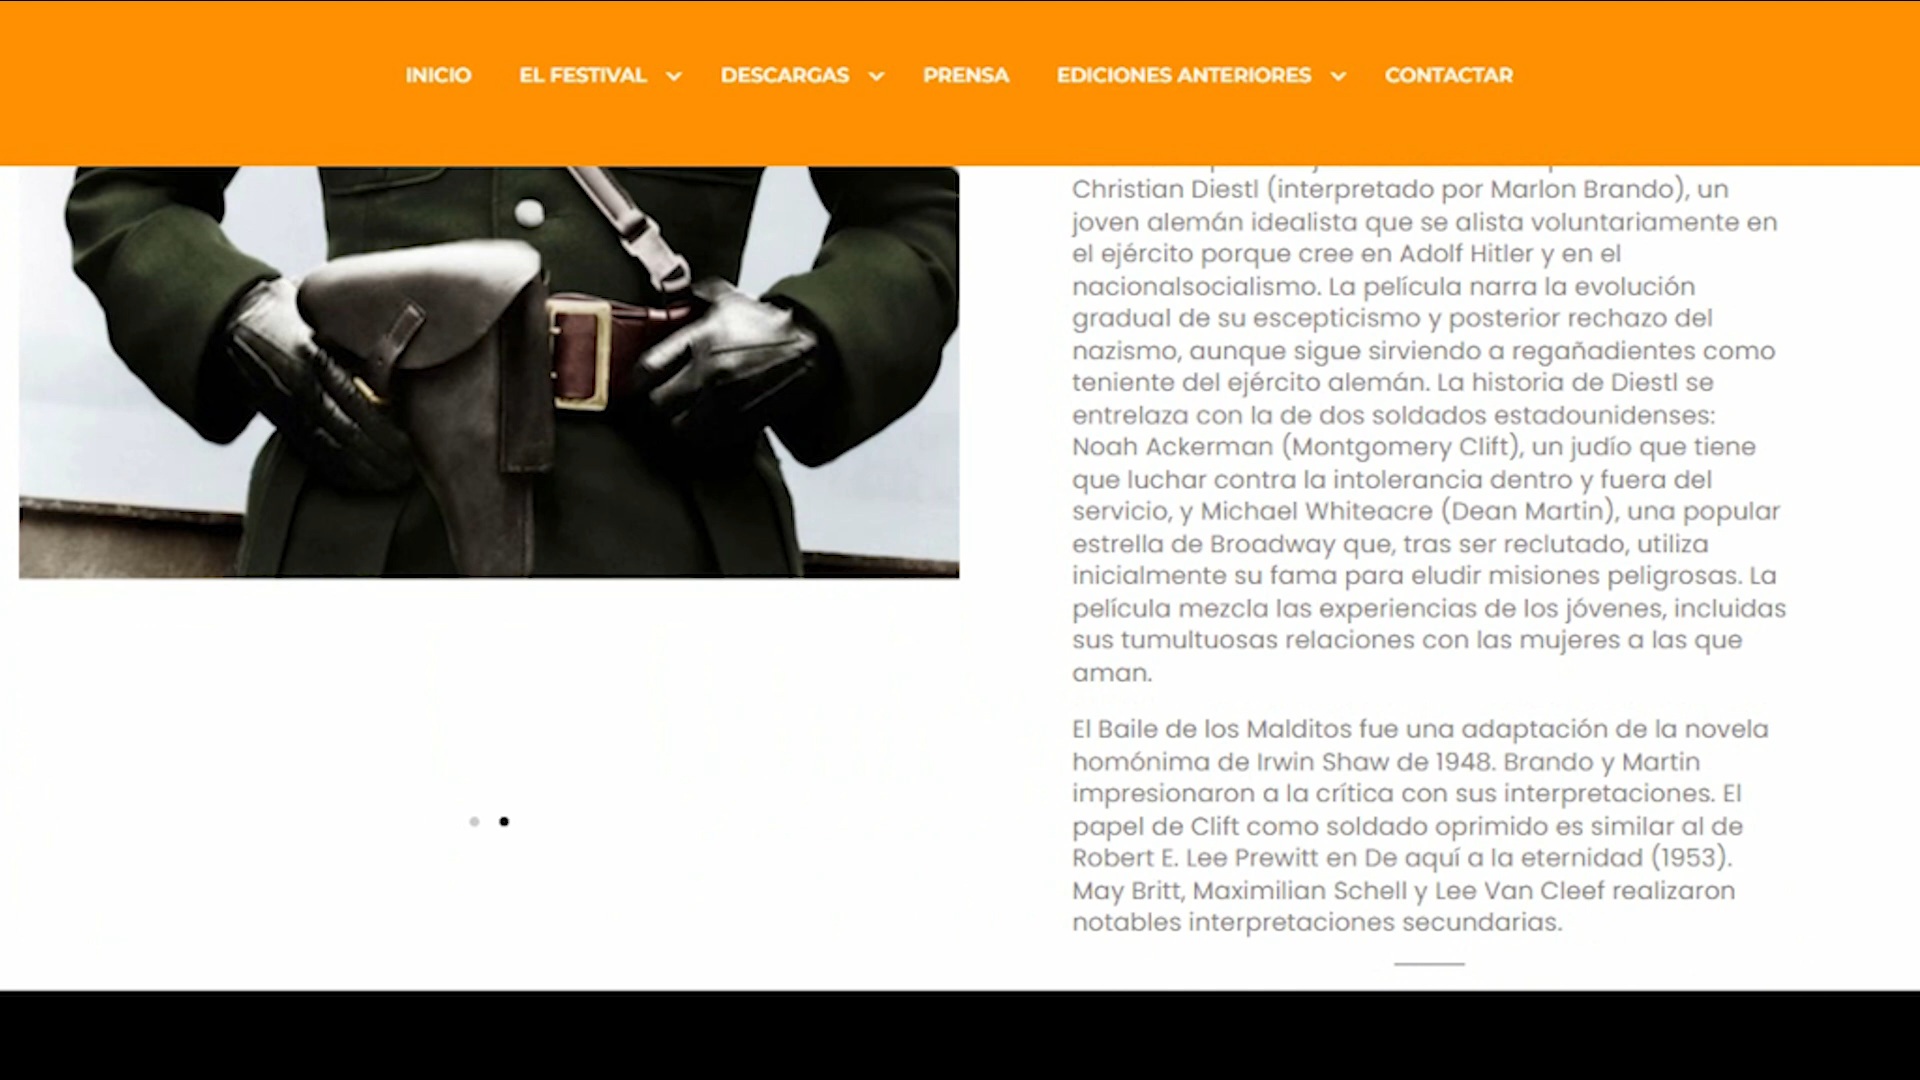 INICIO EL FESTIVAL DESCARGAS PRENSA EDICIONES ANTERIORES CONTACTAR
Christian Diestl (interpretado por Marlon Brando), un
joven alemán idealista que se alista voluntariamente en
el ejército porque cree en Adolf Hitler y en el
nacionalsocialismo. La película narra la evolución
gradual de su escepticismo y posterior rechazo del
nazismo, aunque sigue sirviendo a regañadientes como
teniente del ejército alemán. La historia de Diestl se
entrelaza con la de dos soldados estadounidenses:
Noah Ackerman (Montgomery Clift), un judío que tiene
que luchar contra la intolerancia dentro y fuera del
servicio, y Michael Whiteacre (Dean Martin), una popular
estrella de Broadway que, tras ser reclutado, utiliza
inicialmente su fama para eludir misiones peligrosas. La
película mezcla las experiencias de los jóvenes, incluidas
sus tumultuosas relaciones con las mujeres a las que
aman.
El Baile de los Malditos fue una adaptación de la novela
homónima de Irwin Shaw de 1948. Brando y Martin
impresionaron a la crítica con sus interpretaciones. El
papel de Clift como soldado oprimido es similar al de
Robert E. Lee Prewitt en De aquí a la eternidad (1953).
May Britt, Maximilian Schell y Lee Van Cleef realizaron
notables interpretaciones secundarias.